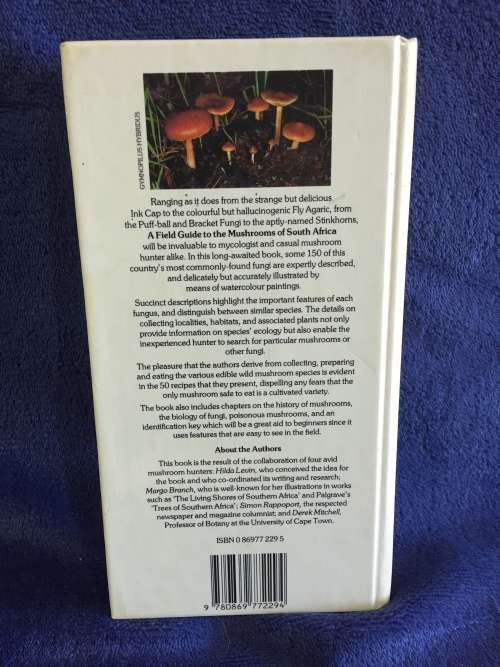 GYMNOPILUS HYBRIDUS
Ranging as it does from the strange but delicious
Ink Cap to the colourful but hallucinogenic Fly Agaric, from
the Puff-ball and Bracket Fungi to the aptly-named Stinkhorns,
A Field Guide to the Mushrooms of South Africa
will be invaluable to mycologist and casual mushroom
hunter alike. In this long-awaited book, some 150 of this
country's most commonly-found fungi are expertly described,
and delicately but accurately illustrated by
means of watercolour paintings.
Succinct descriptions highlight the important features of each
fungus, and distinguish between similar species. The details on
collecting localities, habitats, and associated plants not only
provide information on species' ecology but also enable the
inexperienced hunter to search for particular mushrooms or
other fungi.
The pleasure that the authors derive from collecting, preparing
and eating the various edible wild mushroom species is evident
in the 50 recipes that they present, dispelling any fears that the
only mushroom safe to eat is a cultivated variety.
The book also includes chapters on the history of mushrooms,
the biology of fungi, poisonous mushrooms, and an
identification key which will be a great aid to beginners since it
uses features that are easy to see in the field.
About the Authors
This book is the result of the collaboration of four avid
mushroom hunters: Hilda Levin, who conceived the idea for
the book and who co-ordinated its writing and research;
Margo Branch, who is well-known for her illustrations in works
such as 'The Living Shores of Southern Africa' and Palgrave's
'Trees of Southern Africa'; Simon Rappoport, the respected
newspaper and magazine columnist; and Derek Mitchell,
Professor of Botany at the University of Cape Town.
ISBN 0 86977 229 5
9 780869 772294